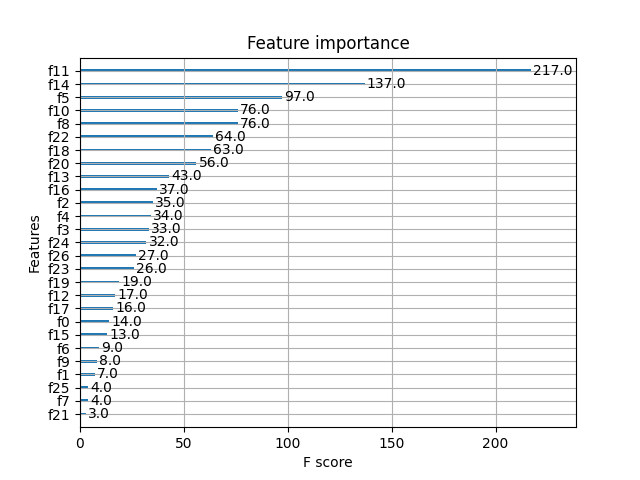 Feature importance
f11 217.0
f14 137.0
f5 97.0
f10 76.0
f8 76.0
f22 64.0
f18 63.0
f20 56.0
f13 43.0
f16 37.0
f2 35.0
f4 34.0
f3 33.0
f24 32.0
f26 27.0
f23 26.0
f19 19.0
f12 17.0
f17 16.0
f0 14.0
f15 13.0
f6 9.0
f9 8.0
f1 7.0
f25 4.0
f7 4.0
f21 3.0
Features
0 50 100 150 200
F score